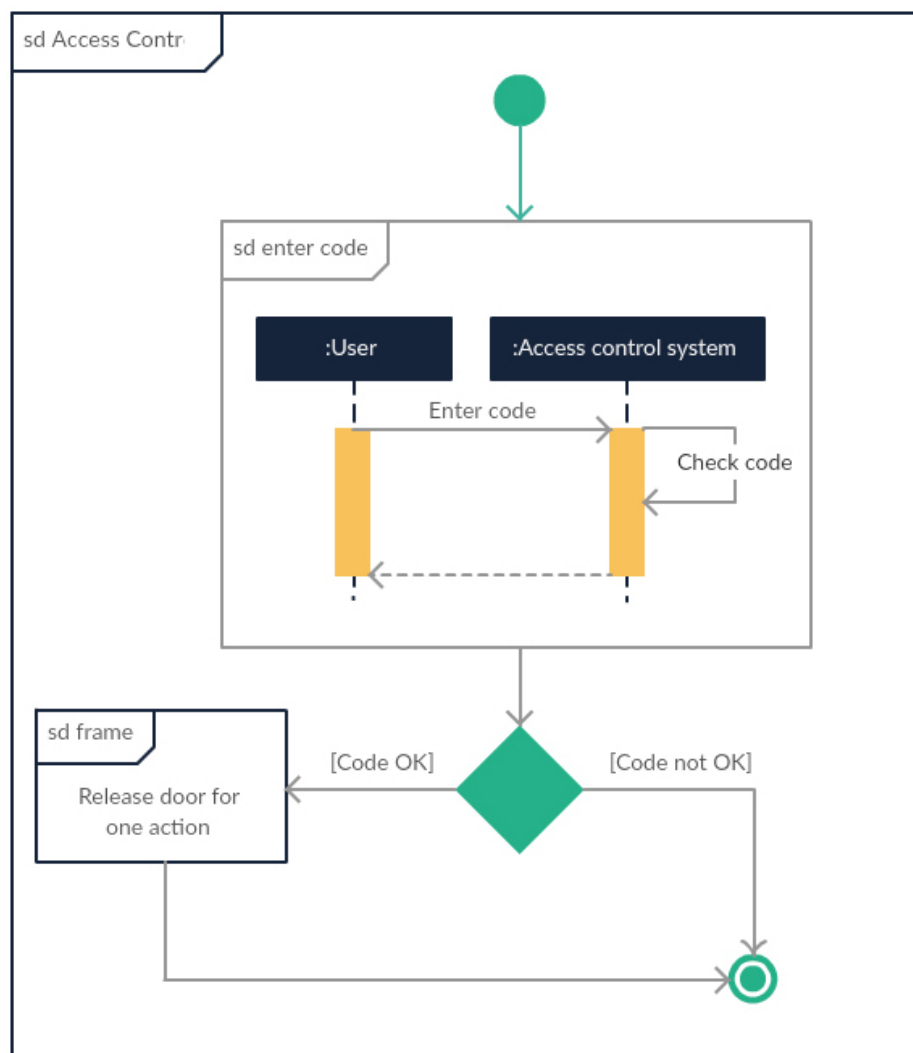 sd Access Contr
sd enter code
:User
:Access control system
Enter code
Check code
sd frame
[Code OK]
[Code not OK]
Release door for
one action